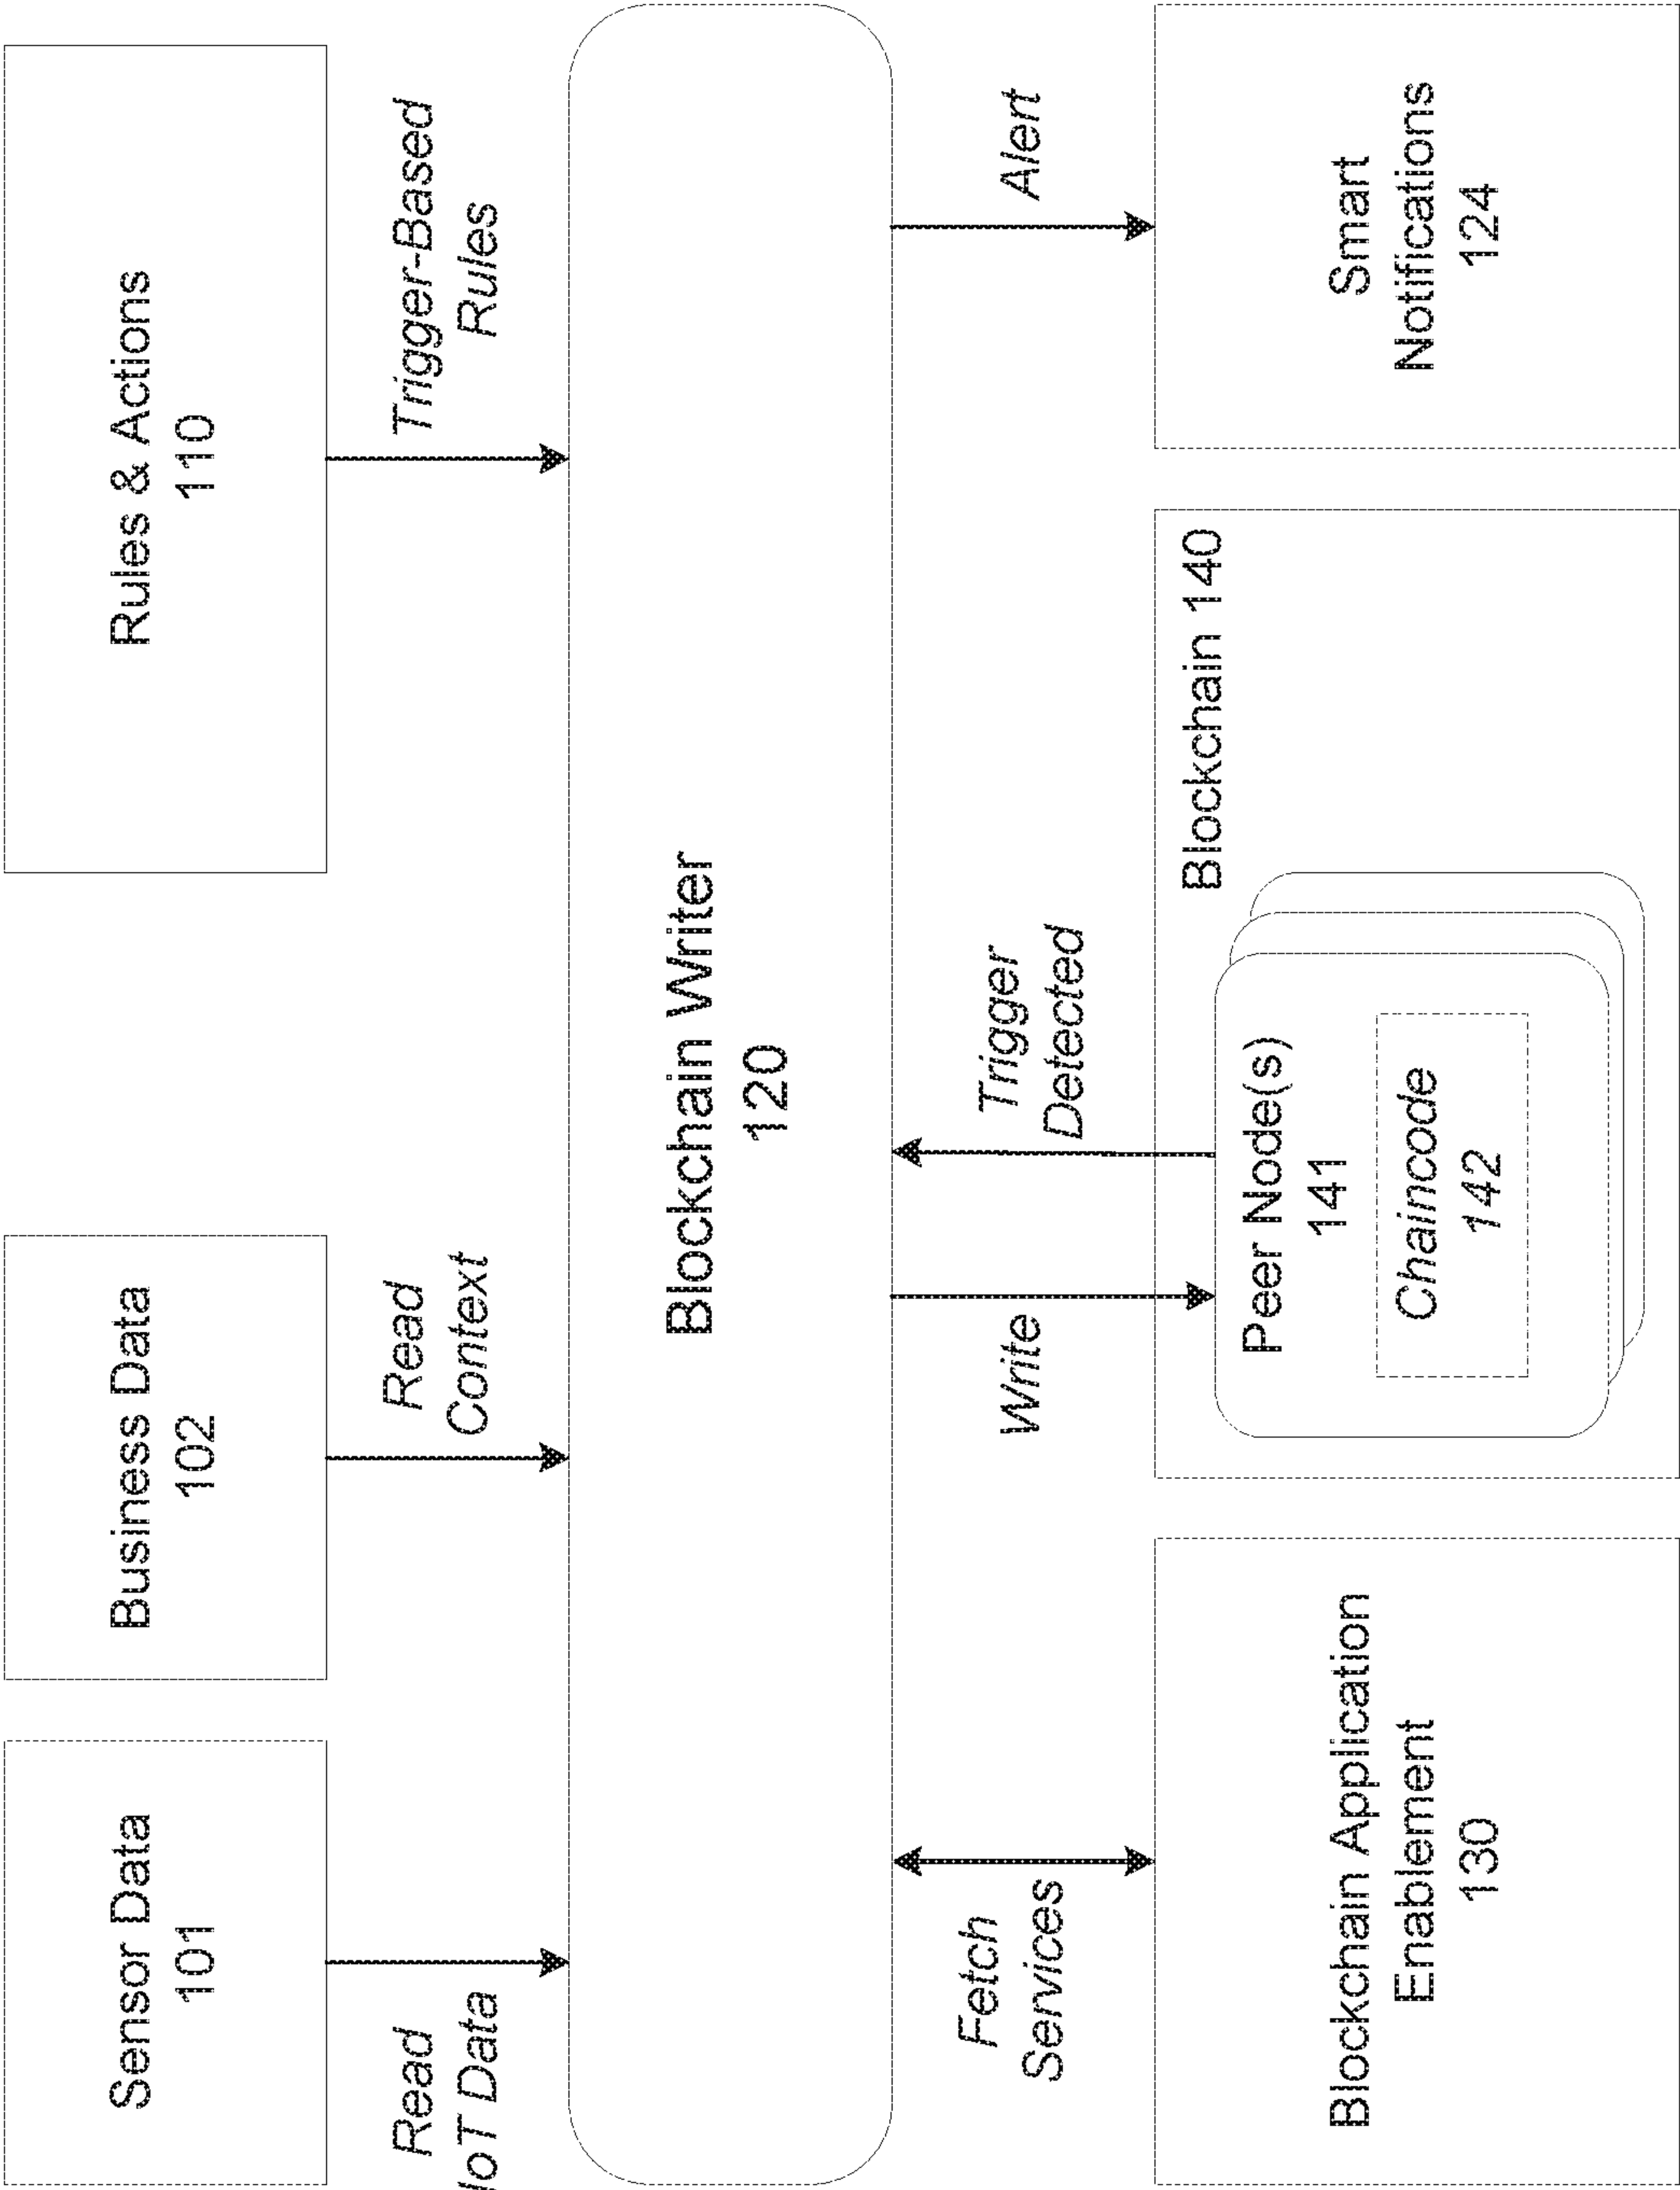 Sensor Data
101
Business Data
102
Rules & Actions
110
Read
IoT Data
Read
Context
Trigger-Based
Rules
Blockchain Writer
120
Fetch
Services
Write
Trigger
Detected
Alert
Blockchain Application
Enablement
130
Blockchain 140
Peer Node(s)
141
Chaincode
142
Smart
Notifications
124